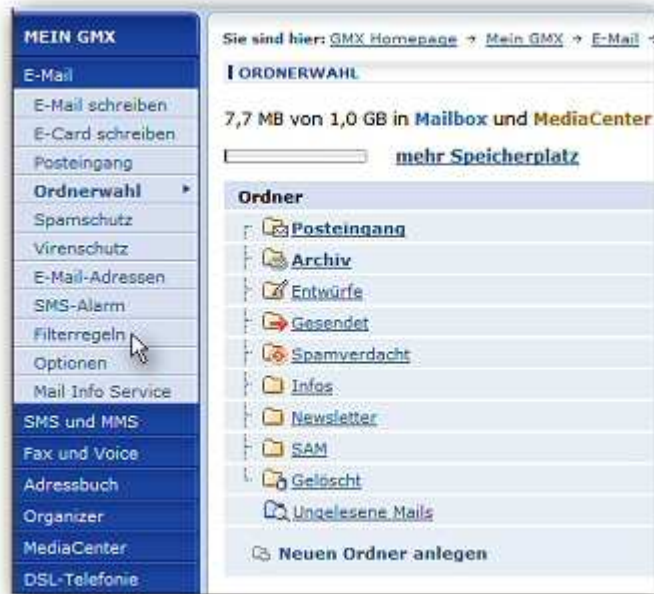 MEIN GMX
E-Mail
E-Mail schreiben
E-Card schreiben
Posteingang
Ordnerwahl
Spamschutz
Virenschutz
E-Mail-Adressen
SMS-Alarm
Filterregeln
Optionen
Mail Info Service
SMS und MMS
Fax und Voice
Adressbuch
Organizer
MediaCenter
DSL-Telefonie
Sie sind hier: GMX Homepage → Mein GMX → E-Mail →
ORDNERWAHL
7,7 MB von 1,0 GB in Mailbox und MediaCenter
mehr Speicherplatz
Ordner
Posteingang
Archiv
Entwürfe
Gesendet
Spamverdacht
Infos
Newsletter
SAM
Gelöscht
Ungelesene Mails
Neuen Ordner anlegen